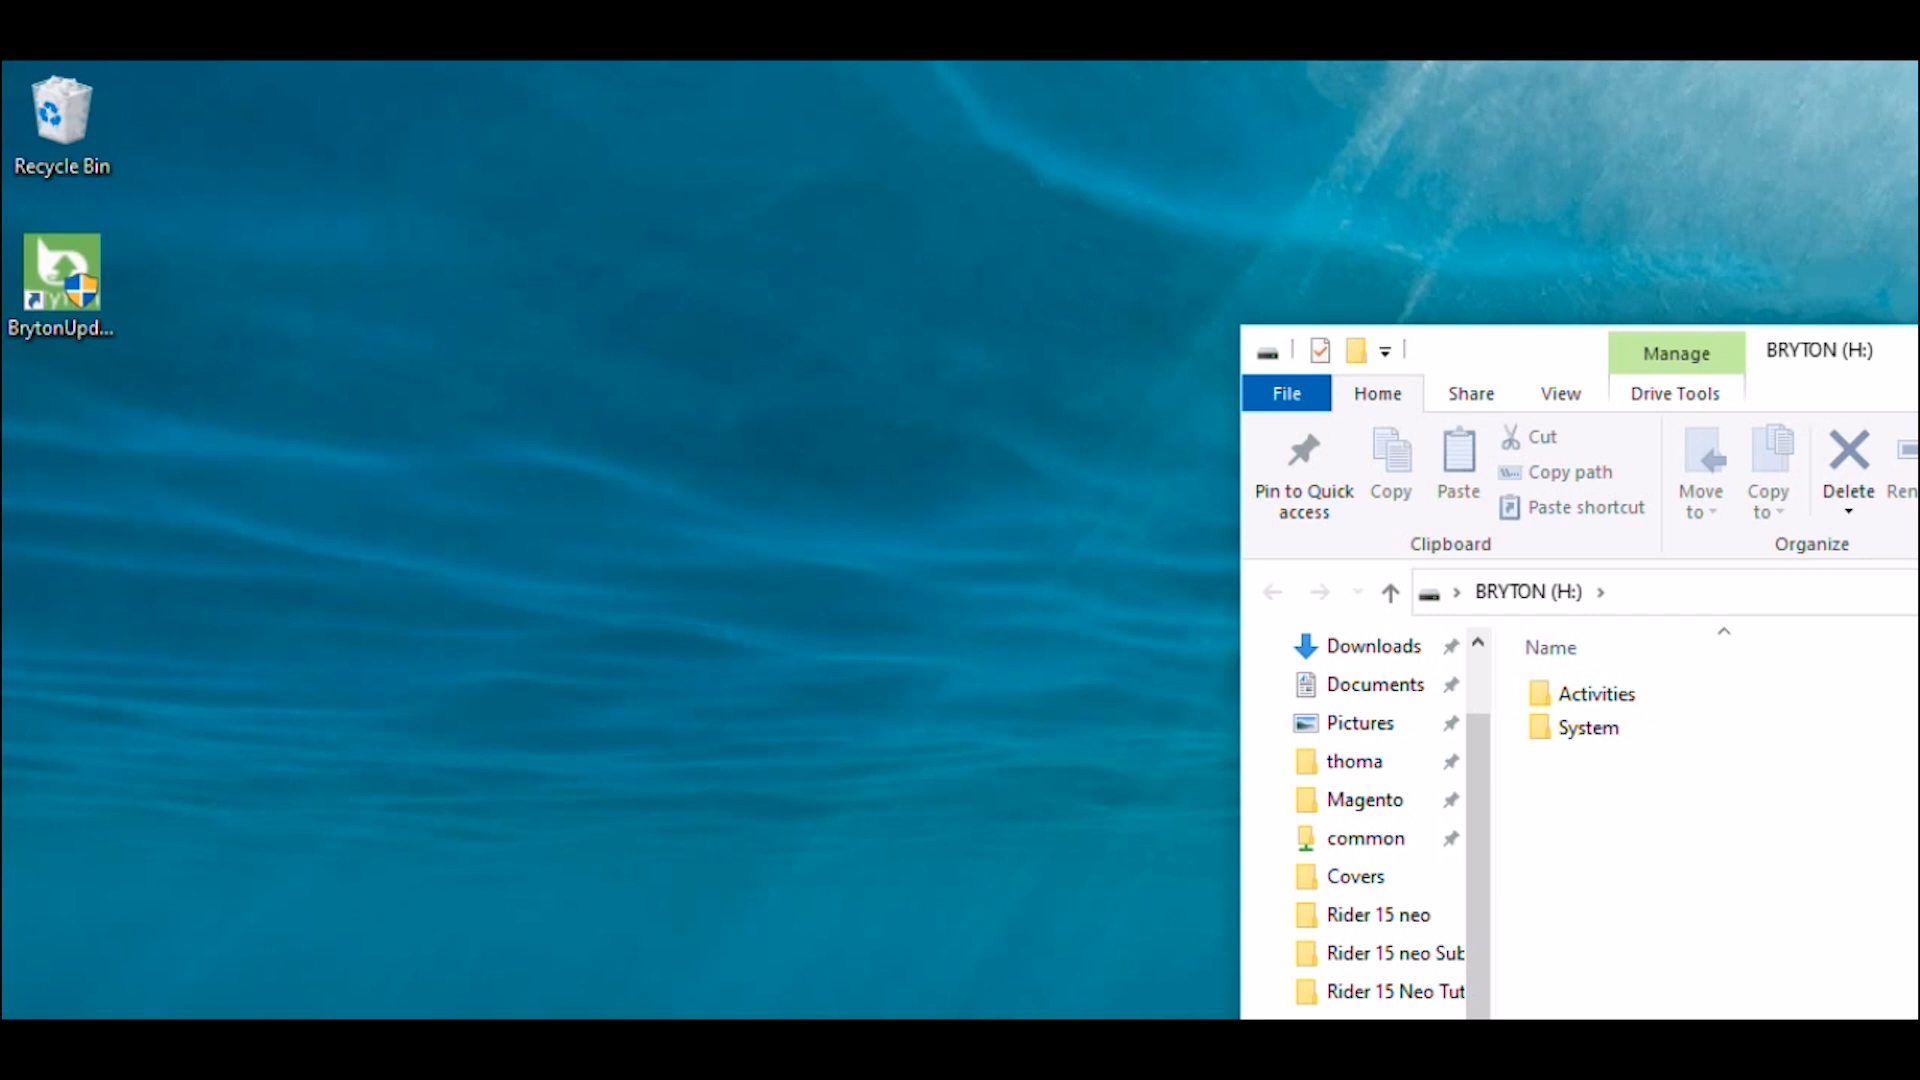 Recycle Bin
BrytonUpd...
Manage
BRYTON (H:)
File
Home
Share
View
Drive Tools
Pin to Quick
access
Copy
Paste
Cut
Copy path
Paste shortcut
Move
to
Copy
to
Delete
Ren
Clipboard
Organize
BRYTON (H:)
Downloads
Documents
Pictures
thoma
Magento
common
Covers
Rider 15 neo
Rider 15 neo Sub
Rider 15 Neo Tut
Name
Activities
System